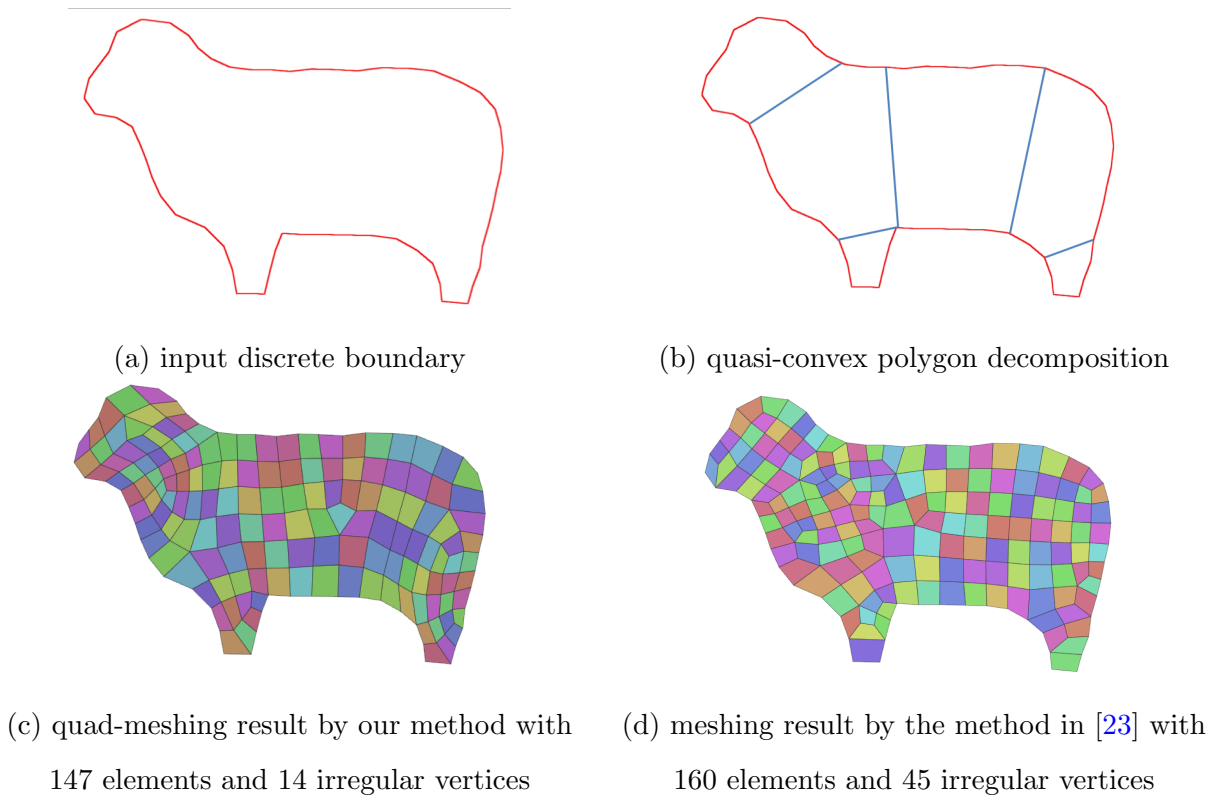 (a) input discrete boundary
(b) quasi-convex polygon decomposition
(c) quad-meshing result by our method with
147 elements and 14 irregular vertices
(d) meshing result by the method in [23] with
160 elements and 45 irregular vertices